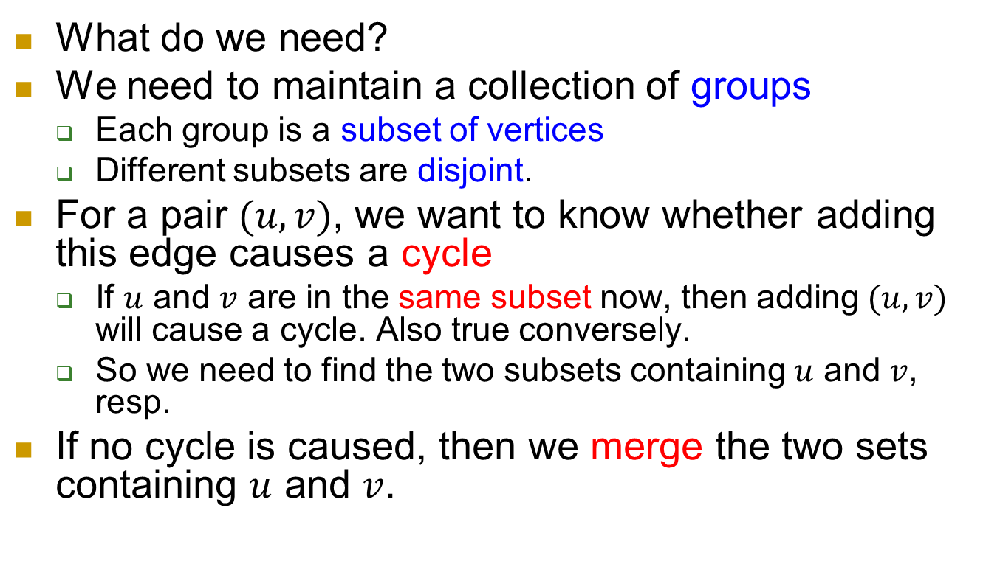 What do we need?
We need to maintain a collection of groups
Each group is a subset of vertices
Different subsets are disjoint.
For a pair (𝑢, 𝑣), we want to know whether adding
this edge causes a cycle
If 𝑢 and 𝑣 are in the same subset now, then adding (𝑢, 𝑣)
will cause a cycle. Also true conversely.
So we need to find the two subsets containing 𝑢 and 𝑣,
resp.
If no cycle is caused, then we merge the two sets
containing 𝑢 and 𝑣.